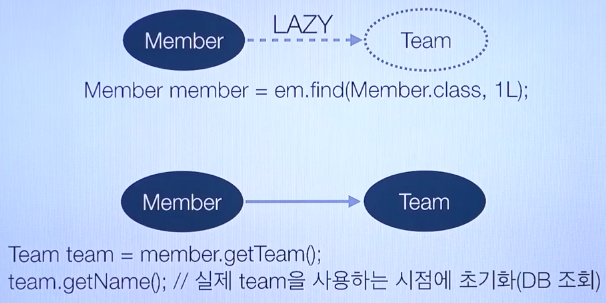 LAZY
Member
Team
Member member = em.find(Member.class, 1L);
Member
Team
Team team = member.getTeam();
team.getName(); // 실제 team을 사용하는 시점에 초기화(DB 조회)